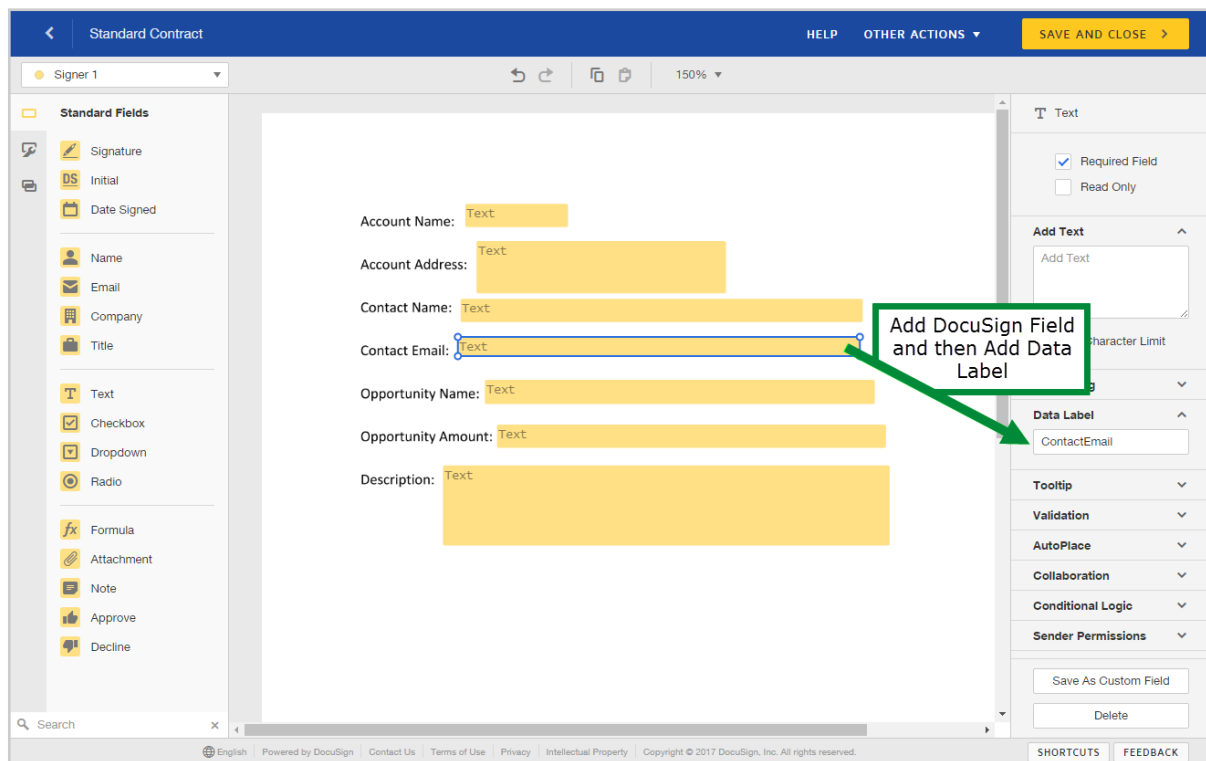 Standard Contract
HELP
OTHER ACTIONS
SAVE AND CLOSE
Signer 1
150%
Standard Fields
Signature
DS Initial
Date Signed
Name
Email
Company
Title
T Text
Checkbox
Dropdown
Radio
fx Formula
Attachment
Note
Approve
Decline
Search
Account Name: Text
Account Address: Text
Contact Name: Text
Contact Email: Text
Opportunity Name: Text
Opportunity Amount: Text
Description: Text
Add DocuSign Field
and then Add Data
Label
T Text
Required Field
Read Only
Add Text
Add Text
Character Limit
Data Label
ContactEmail
Tooltip
Validation
AutoPlace
Collaboration
Conditional Logic
Sender Permissions
Save As Custom Field
Delete
English
Powered by DocuSign
Contact Us
Terms of Use
Privacy
Intellectual Property
Copyright © 2017 DocuSign, Inc. All rights reserved.
SHORTCUTS
FEEDBACK